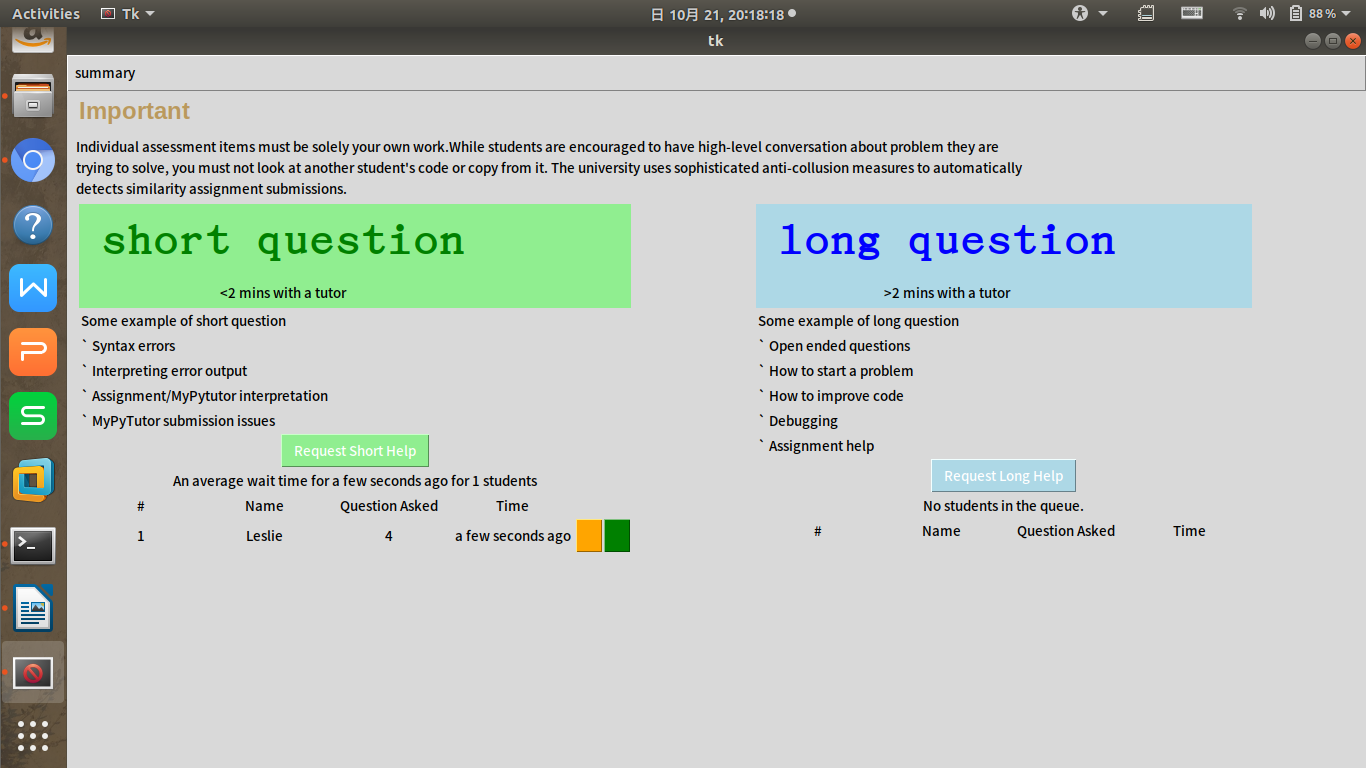 Activities Tk 日 10月 21, 20:18:18 88%
tk
summary
Important
Individual assessment items must be solely your own work.While students are encouraged to have high-level conversation about problem they are
trying to solve, you must not look at another student's code or copy from it. The university uses sophisticated anti-collusion measures to automatically
detects similarity assignment submissions.
short question
<2 mins with a tutor
Some example of short question
` Syntax errors
` Interpreting error output
` Assignment/MyPytutor interpretation
` MyPyTutor submission issues
Request Short Help
An average wait time for a few seconds ago for 1 students
# Name Question Asked Time
1 Leslie 4 a few seconds ago
long question
>2 mins with a tutor
Some example of long question
` Open ended questions
` How to start a problem
` How to improve code
` Debugging
` Assignment help
Request Long Help
No students in the queue.
# Name Question Asked Time